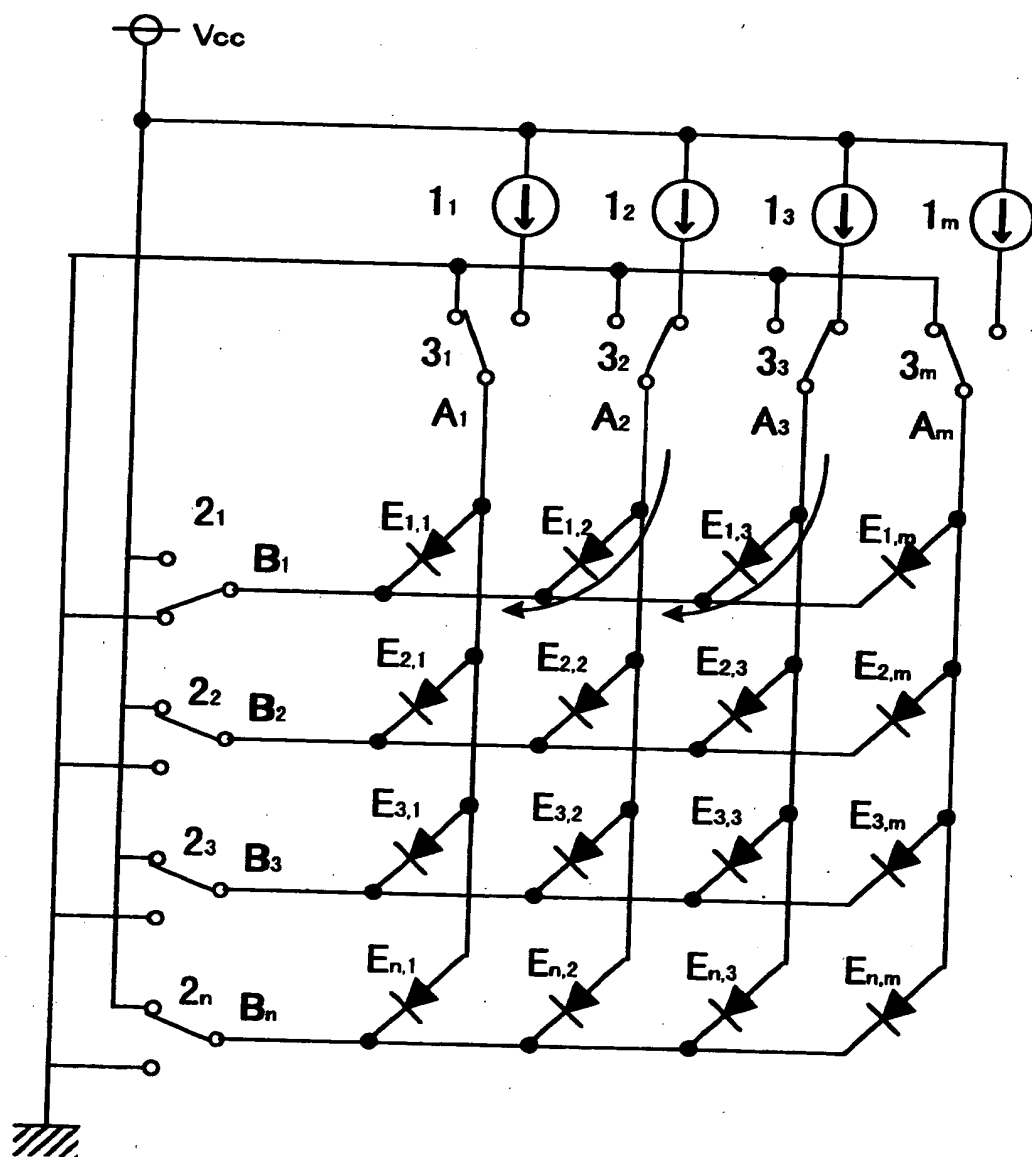 Vcc
1₁ 1₂ 1₃ 1ₘ
3₁ 3₂ 3₃ 3ₘ
A₁ A₂ A₃ Aₘ
2₁ B₁ E₁,₁ E₁,₂ E₁,₃ E₁,ₘ
2₂ B₂ E₂,₁ E₂,₂ E₂,₃ E₂,ₘ
2₃ B₃ E₃,₁ E₃,₂ E₃,₃ E₃,ₘ
2ₙ Bₙ Eₙ,₁ Eₙ,₂ Eₙ,₃ Eₙ,ₘ